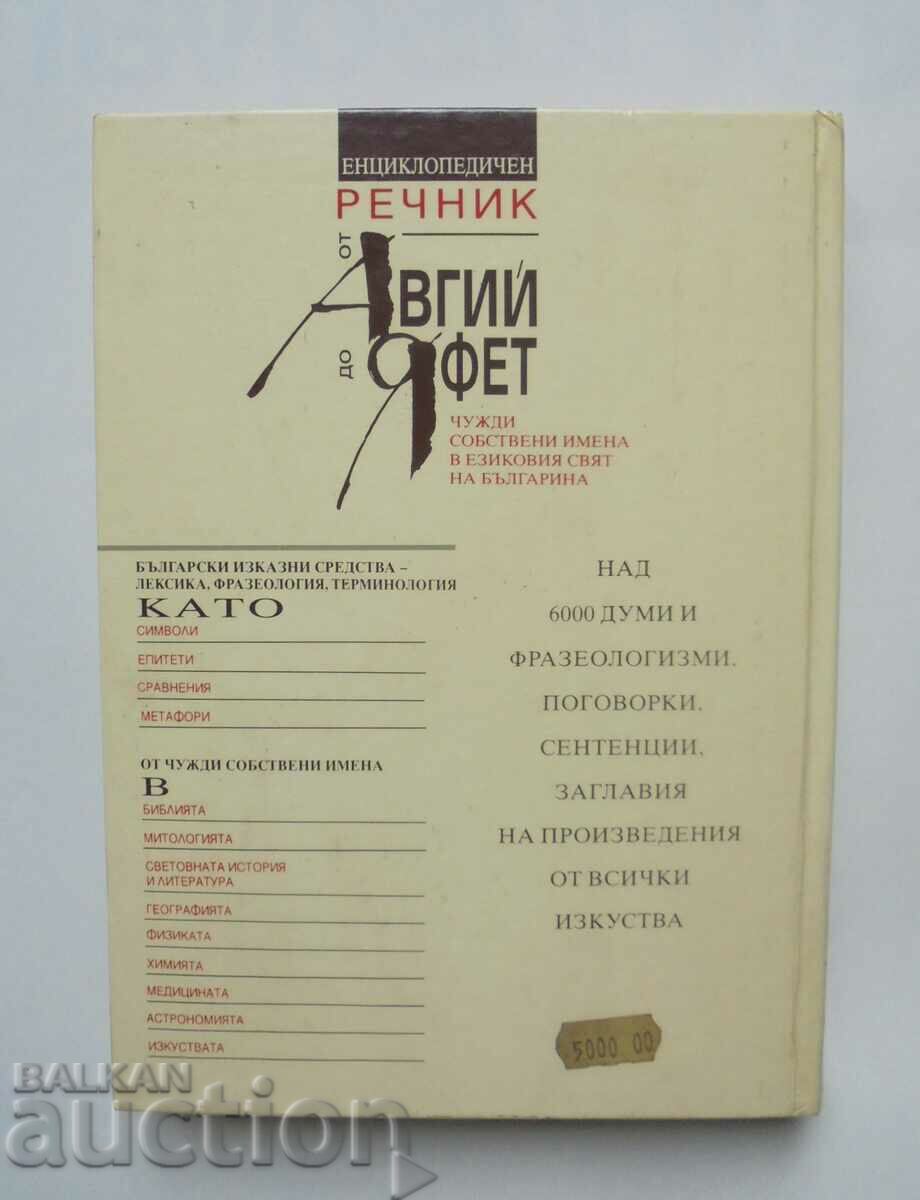 ЕНЦИКЛОПЕДИЧЕН
РЕЧНИК
ОТ
АВГИЙ
ДО
ЯФЕТ
ЧУЖДИ
СОБСТВЕНИ ИМЕНА
В ЕЗИКОВИЯ СВЯТ
НА БЪЛГАРИНА
БЪЛГАРСКИ ИЗКАЗНИ СРЕДСТВА –
ЛЕКСИКА, ФРАЗЕОЛОГИЯ, ТЕРМИНОЛОГИЯ
КАТО
СИМВОЛИ
ЕПИТЕТИ
СРАВНЕНИЯ
МЕТАФОРИ
ОТ ЧУЖДИ СОБСТВЕНИ ИМЕНА
В
БИБЛИЯТА
МИТОЛОГИЯТА
СВЕТОВНАТА ИСТОРИЯ
И ЛИТЕРАТУРА
ГЕОГРАФИЯТА
ФИЗИКАТА
ХИМИЯТА
МЕДИЦИНАТА
АСТРОНОМИЯТА
ИЗКУСТВАТА
НАД
6000 ДУМИ И
ФРАЗЕОЛОГИЗМИ,
ПОГОВОРКИ,
СЕНТЕНЦИИ,
ЗАГЛАВИЯ
НА ПРОИЗВЕДЕНИЯ
ОТ ВСИЧКИ
ИЗКУСТВА
5000 00
BALKAN
auction